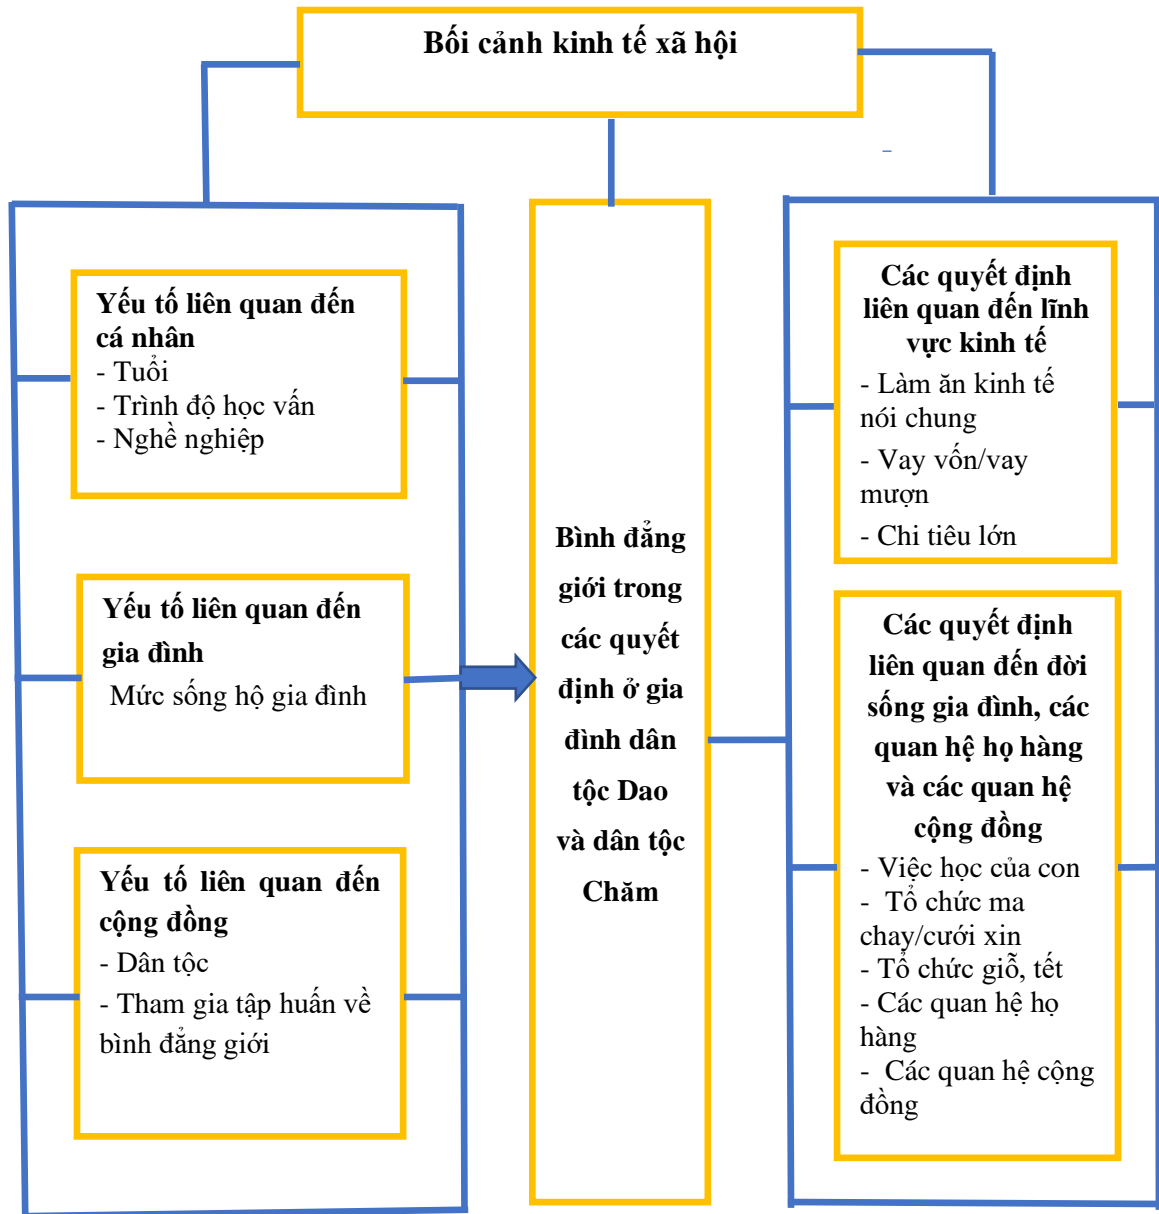 Bối cảnh kinh tế xã hội
Yếu tố liên quan đến
cá nhân
- Tuổi
- Trình độ học vấn
- Nghề nghiệp
Yếu tố liên quan đến
gia đình
Mức sống hộ gia đình
Yếu tố liên quan đến
cộng đồng
- Dân tộc
- Tham gia tập huấn về
bình đẳng giới
Bình đẳng
giới trong
các quyết
định ở gia
đình dân
tộc Dao
và dân tộc
Chăm
Các quyết định
liên quan đến lĩnh
vực kinh tế
- Làm ăn kinh tế
nói chung
- Vay vốn/vay
mượn
- Chi tiêu lớn
Các quyết định
liên quan đến đời
sống gia đình, các
quan hệ họ hàng
và các quan hệ
cộng đồng
- Việc học của con
- Tổ chức ma
chay/cưới xin
- Tổ chức giỗ, tết
- Các quan hệ họ
hàng
- Các quan hệ cộng
đồng